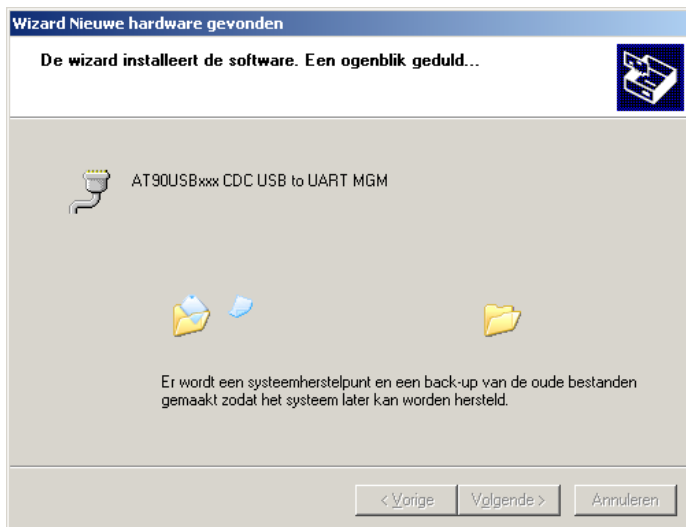 Wizard Nieuwe hardware gevonden
De wizard installeert de software. Een ogenblik geduld...
AT90USBxxx CDC USB to UART MGM
Er wordt een systeemherstelpunt en een back-up van de oude bestanden
gemaakt zodat het systeem later kan worden hersteld.
< Vorige
Volgende >
Annuleren